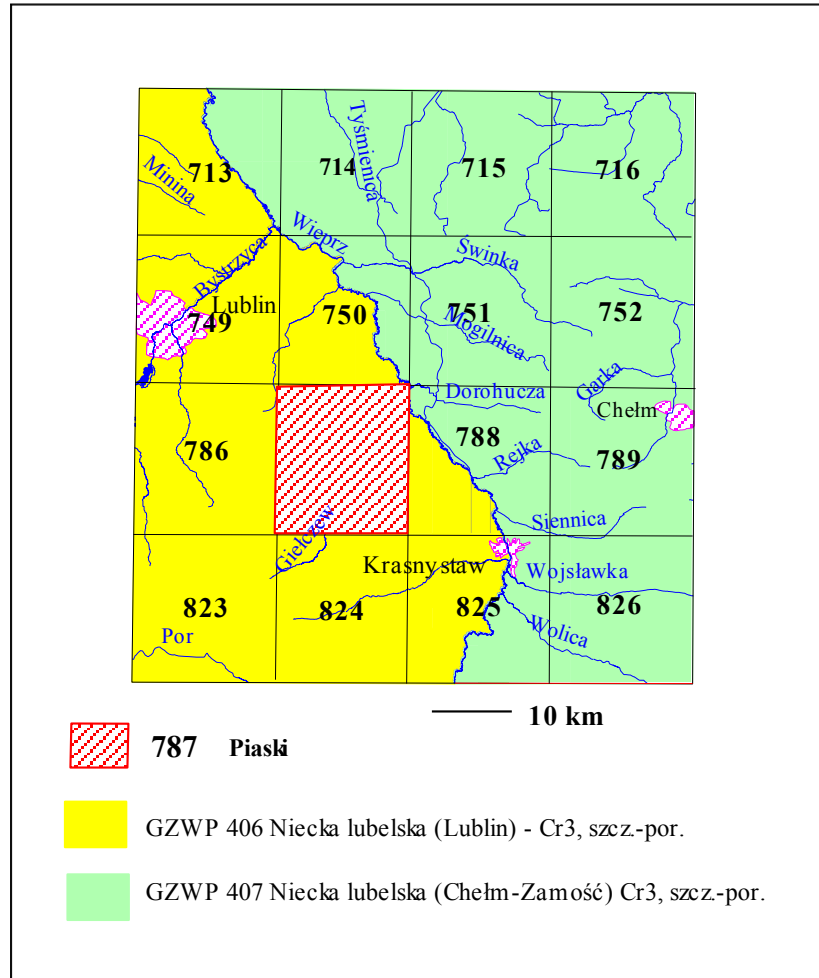 Tyśmienica
713
714
715
716
Minina
Wieprz
Świnka
Bystrzyca
Lublin
749
750
751
752
Mogilnica
Garka
Dorohucza
Chełm
786
788
789
Rejka
Siennica
Giełczew
Krasnystaw
Wojsławka
823
824
825
826
Por
Wolica
10 km
787 Piaski
GZWP 406 Niecka lubelska (Lublin) - Cr3, szcz.-por.
GZWP 407 Niecka lubelska (Chełm-Zamość) Cr3, szcz.-por.